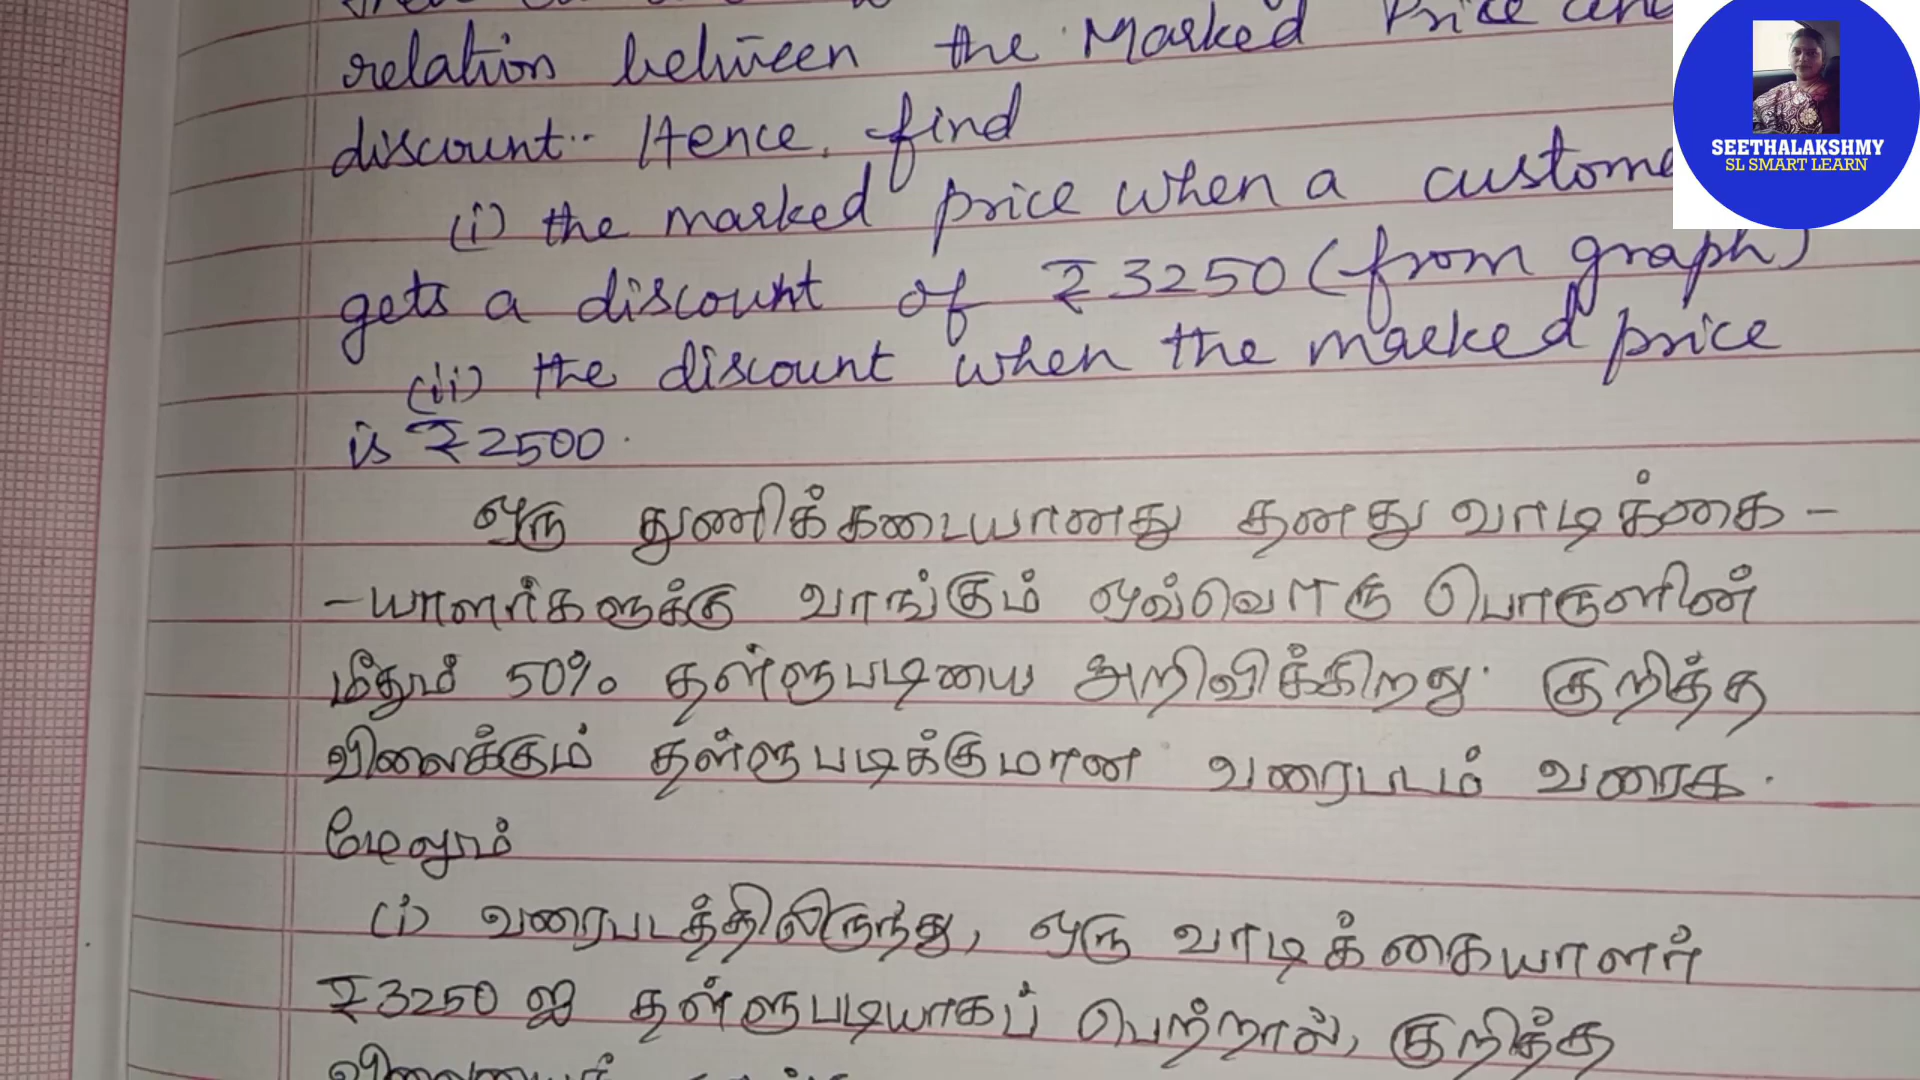 relation between the Marked Price and
discount.. Hence, find
(i) the marked price when a custome
gets a discount of ₹3250 (from graph)
(ii) the discount when the marked price
is ₹2500.
ஒரு துணிக்கடையானது தனது வாடிக்கை-
-யாளர்களுக்கு வாங்கும் ஒவ்வொரு பொருளின்
மீதும் 50% தள்ளுபடியை அறிவிக்கிறது. குறித்த
விலைக்கும் தள்ளுபடிக்குமான வரைபடம் வரைக.
மேலும்
(i) வரைபடத்திலிருந்து, ஒரு வாடிக்கையாளர்
₹3250 ஐ தள்ளுபடியாகப் பெற்றால், குறித்த
SEETHALAKSHMY
SL SMART LEARN